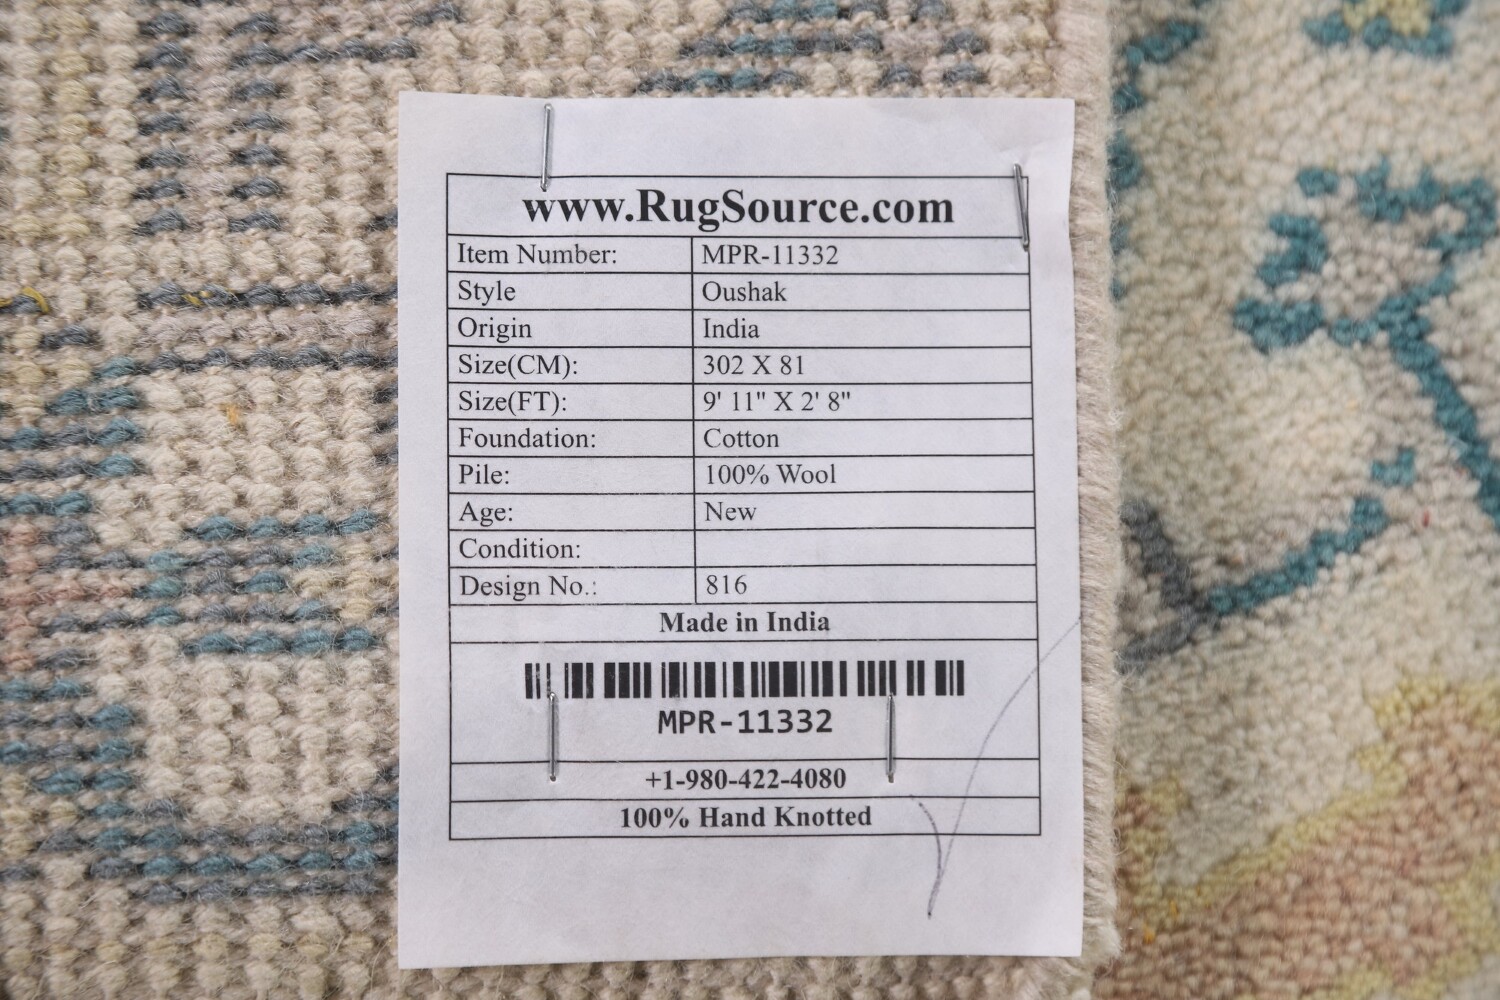 www.RugSource.com
Item Number: MPR-11332
Style Oushak
Origin India
Size(CM): 302 X 81
Size(FT): 9' 11" X 2' 8"
Foundation: Cotton
Pile: 100% Wool
Age: New
Condition:
Design No.: 816
Made in India
MPR-11332
+1-980-422-4080
100% Hand Knotted